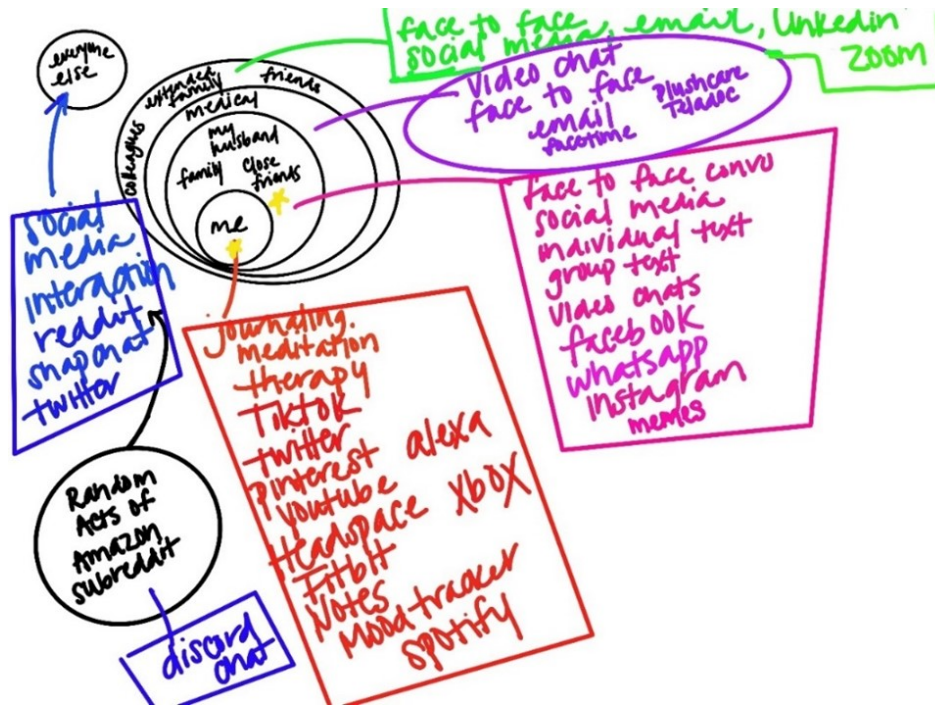 face to face, email, Linkedin
social media,
ZOOM
everyone
else
extended
family
friends
colleagues
medical
my
husband
family
close
friends
me
video chat
face to face
email
facetime
Plushcare
Teladoc
face to face convo
social media
individual text
group text
video chats
facebook
whatsapp
instagram
memes
social
media
interaction
reddit
snapchat
twitter
journaling.
meditation
therapy
TikTok
twitter
pinterest alexa
youtube
Headspace XbOX
Fitbit
Notes
Mood tracker
spotify
Random
Acts of
Amazon
subreddit
discord
chat